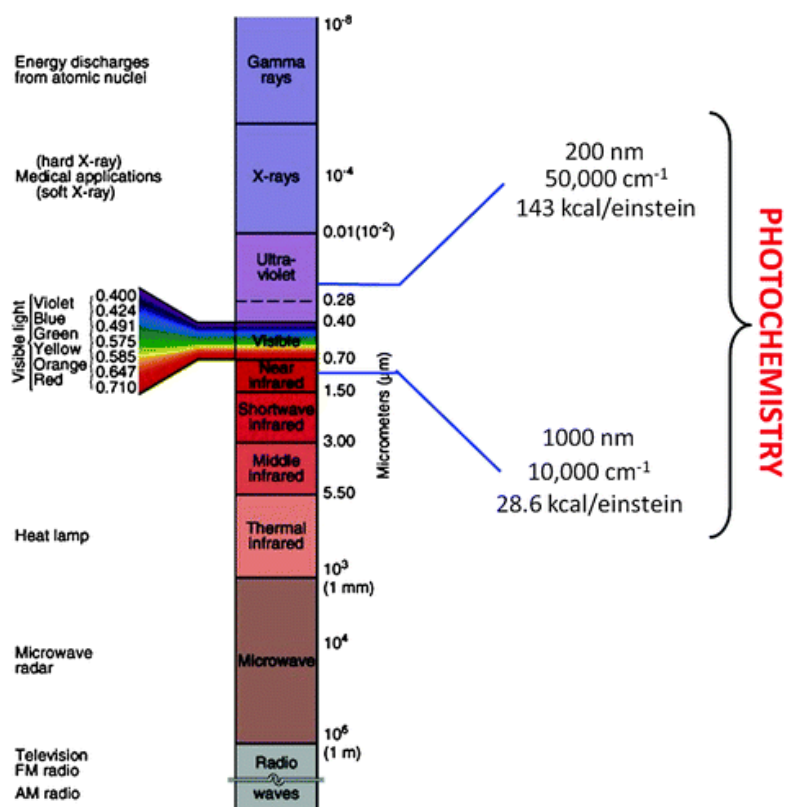 Energy discharges
from atomic nuclei
(hard X-ray)
Medical applications
(soft X-ray)
Visible light
Violet
Blue
Green
Yellow
Orange
Red
0.400
0.424
0.491
0.575
0.585
0.647
0.710
Heat lamp
Microwave
radar
Television
FM radio
AM radio
Gamma
rays
X-rays
Ultra-
violet
Visible
Near
infrared
Shortwave
infrared
Middle
infrared
Thermal
infrared
Microwave
Radio
waves
10⁻⁸
10⁻⁴
0.01(10⁻²)
0.28
0.40
0.70
1.50
3.00
5.50
10³
(1 mm)
10⁴
10⁶
(1 m)
Micrometers (µm)
200 nm
50,000 cm⁻¹
143 kcal/einstein
1000 nm
10,000 cm⁻¹
28.6 kcal/einstein
PHOTOCHEMISTRY